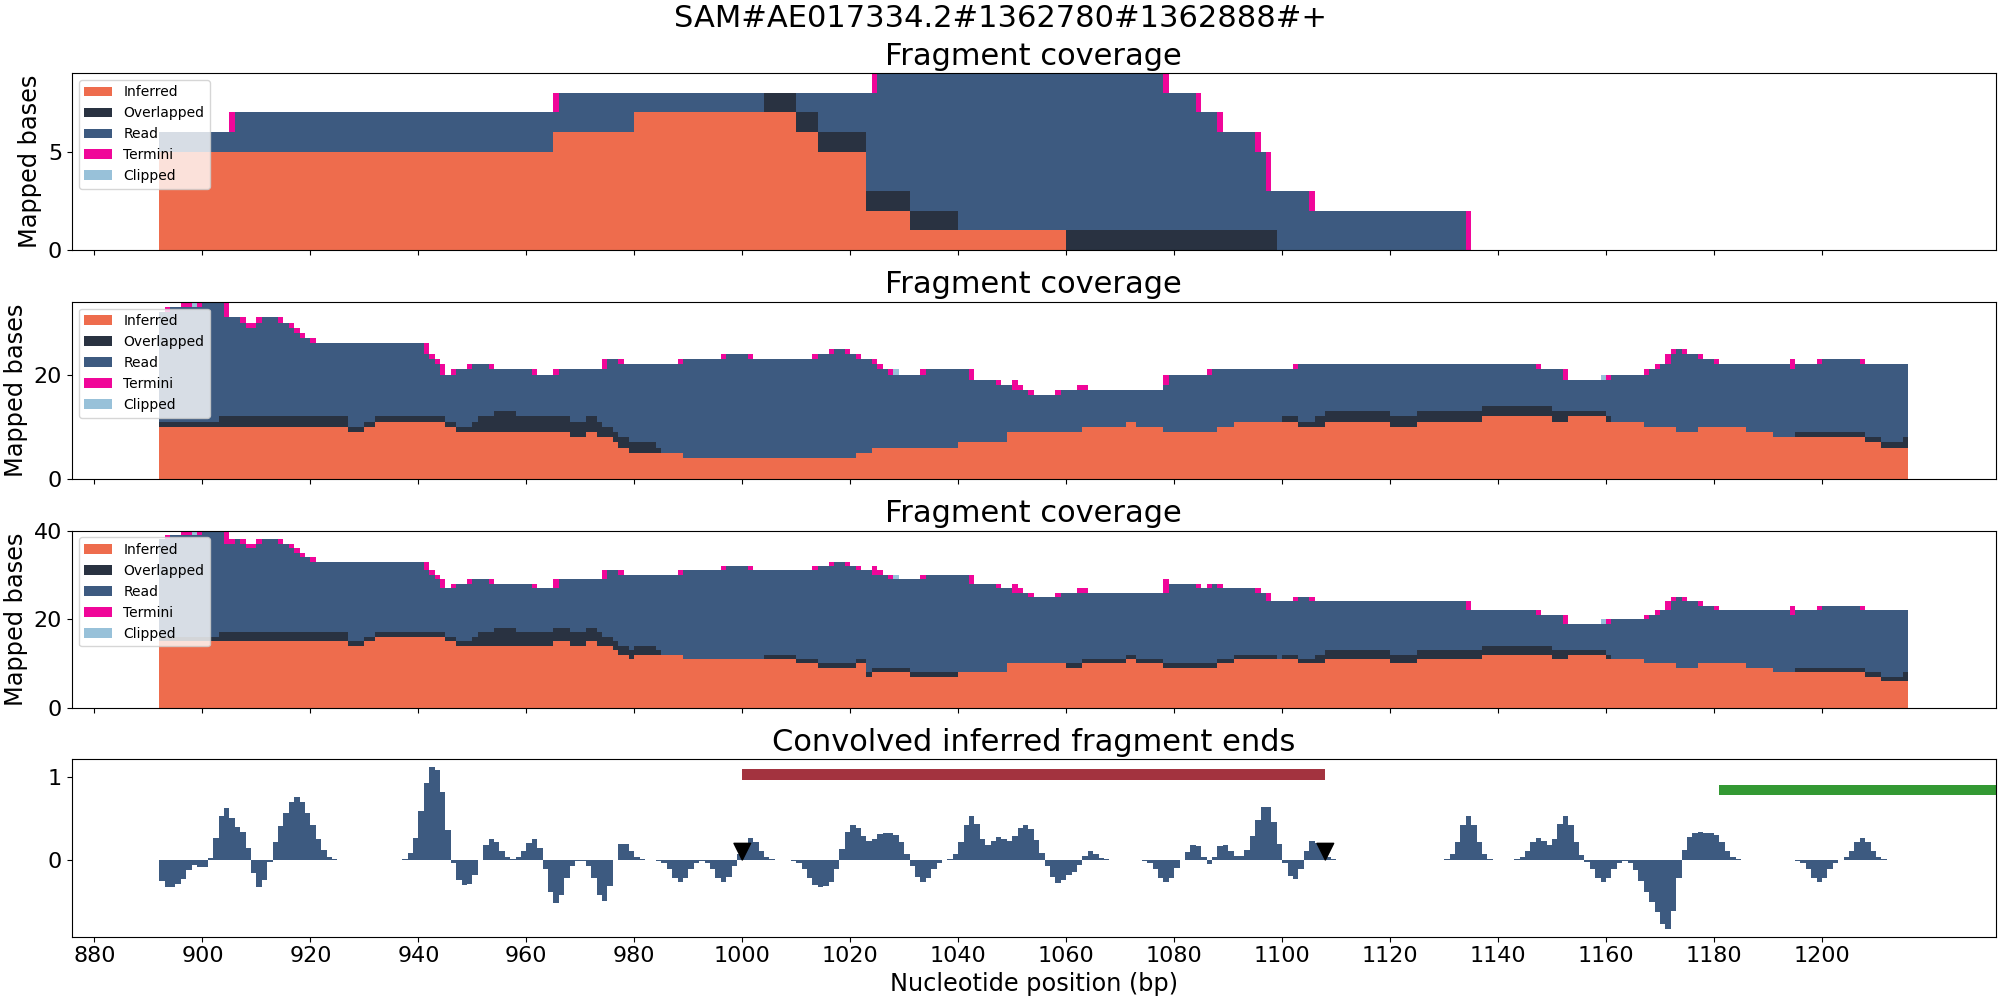 SAM#AE017334.2#1362780#1362888#+
Fragment coverage
Mapped bases
5
0
Inferred
Overlapped
Read
Termini
Clipped
Fragment coverage
Mapped bases
20
0
Inferred
Overlapped
Read
Termini
Clipped
Fragment coverage
Mapped bases
40
20
0
Inferred
Overlapped
Read
Termini
Clipped
Convolved inferred fragment ends
1
0
880 900 920 940 960 980 1000 1020 1040 1060 1080 1100 1120 1140 1160 1180 1200
Nucleotide position (bp)